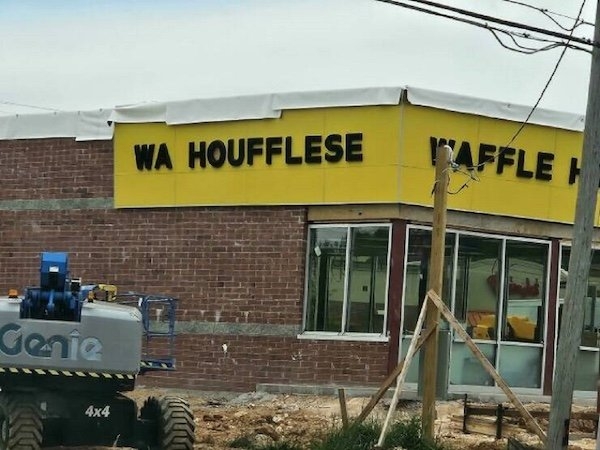 WA HOUFFLESE
WAFFLE H
Genie
4x4